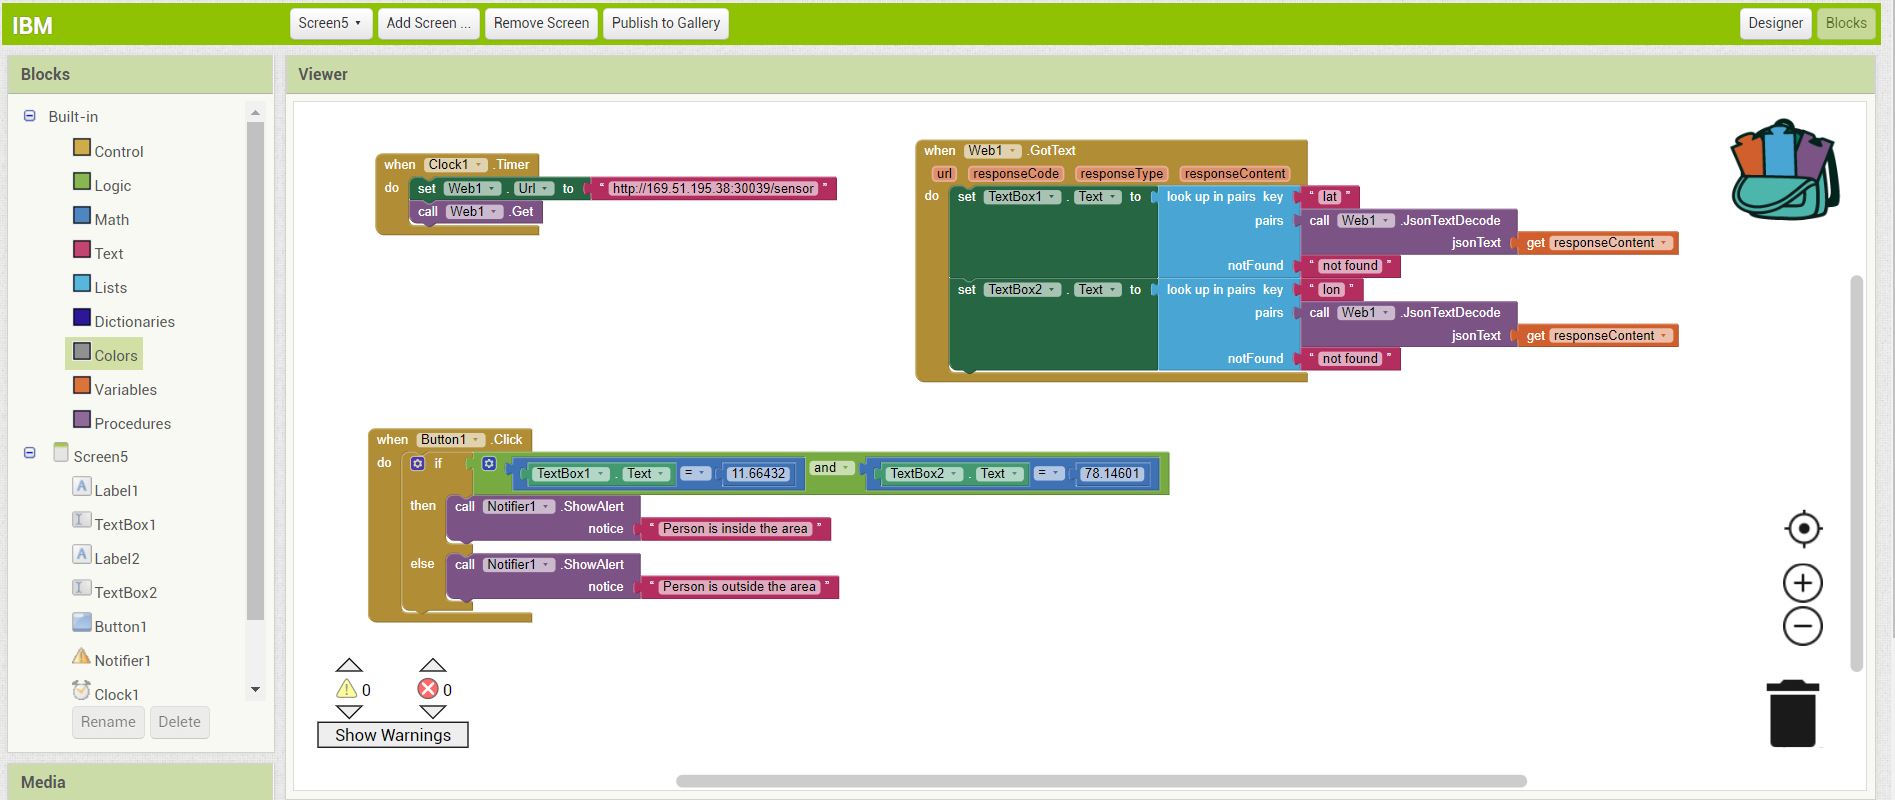 IBM
Screen5
Add Screen ...
Remove Screen
Publish to Gallery
Designer
Blocks
Blocks
Built-in
Control
Logic
Math
Text
Lists
Dictionaries
Colors
Variables
Procedures
Screen5
Label1
TextBox1
Label2
TextBox2
Button1
Notifier1
Clock1
Rename
Delete
Media
Viewer
when Clock1 .Timer
do set Web1 . Url to “ http://169.51.195.38:30039/sensor ”
call Web1 .Get
when Web1 .GotText
url responseCode responseType responseContent
do set TextBox1 . Text to look up in pairs key “ lat ”
pairs call Web1 .JsonTextDecode
jsonText get responseContent
notFound “ not found ”
set TextBox2 . Text to look up in pairs key “ lon ”
pairs call Web1 .JsonTextDecode
jsonText get responseContent
notFound “ not found ”
when Button1 .Click
do if TextBox1 . Text = 11.66432 and TextBox2 . Text = 78.14601
then call Notifier1 .ShowAlert
notice “ Person is inside the area ”
else call Notifier1 .ShowAlert
notice “ Person is outside the area ”
0 0
Show Warnings